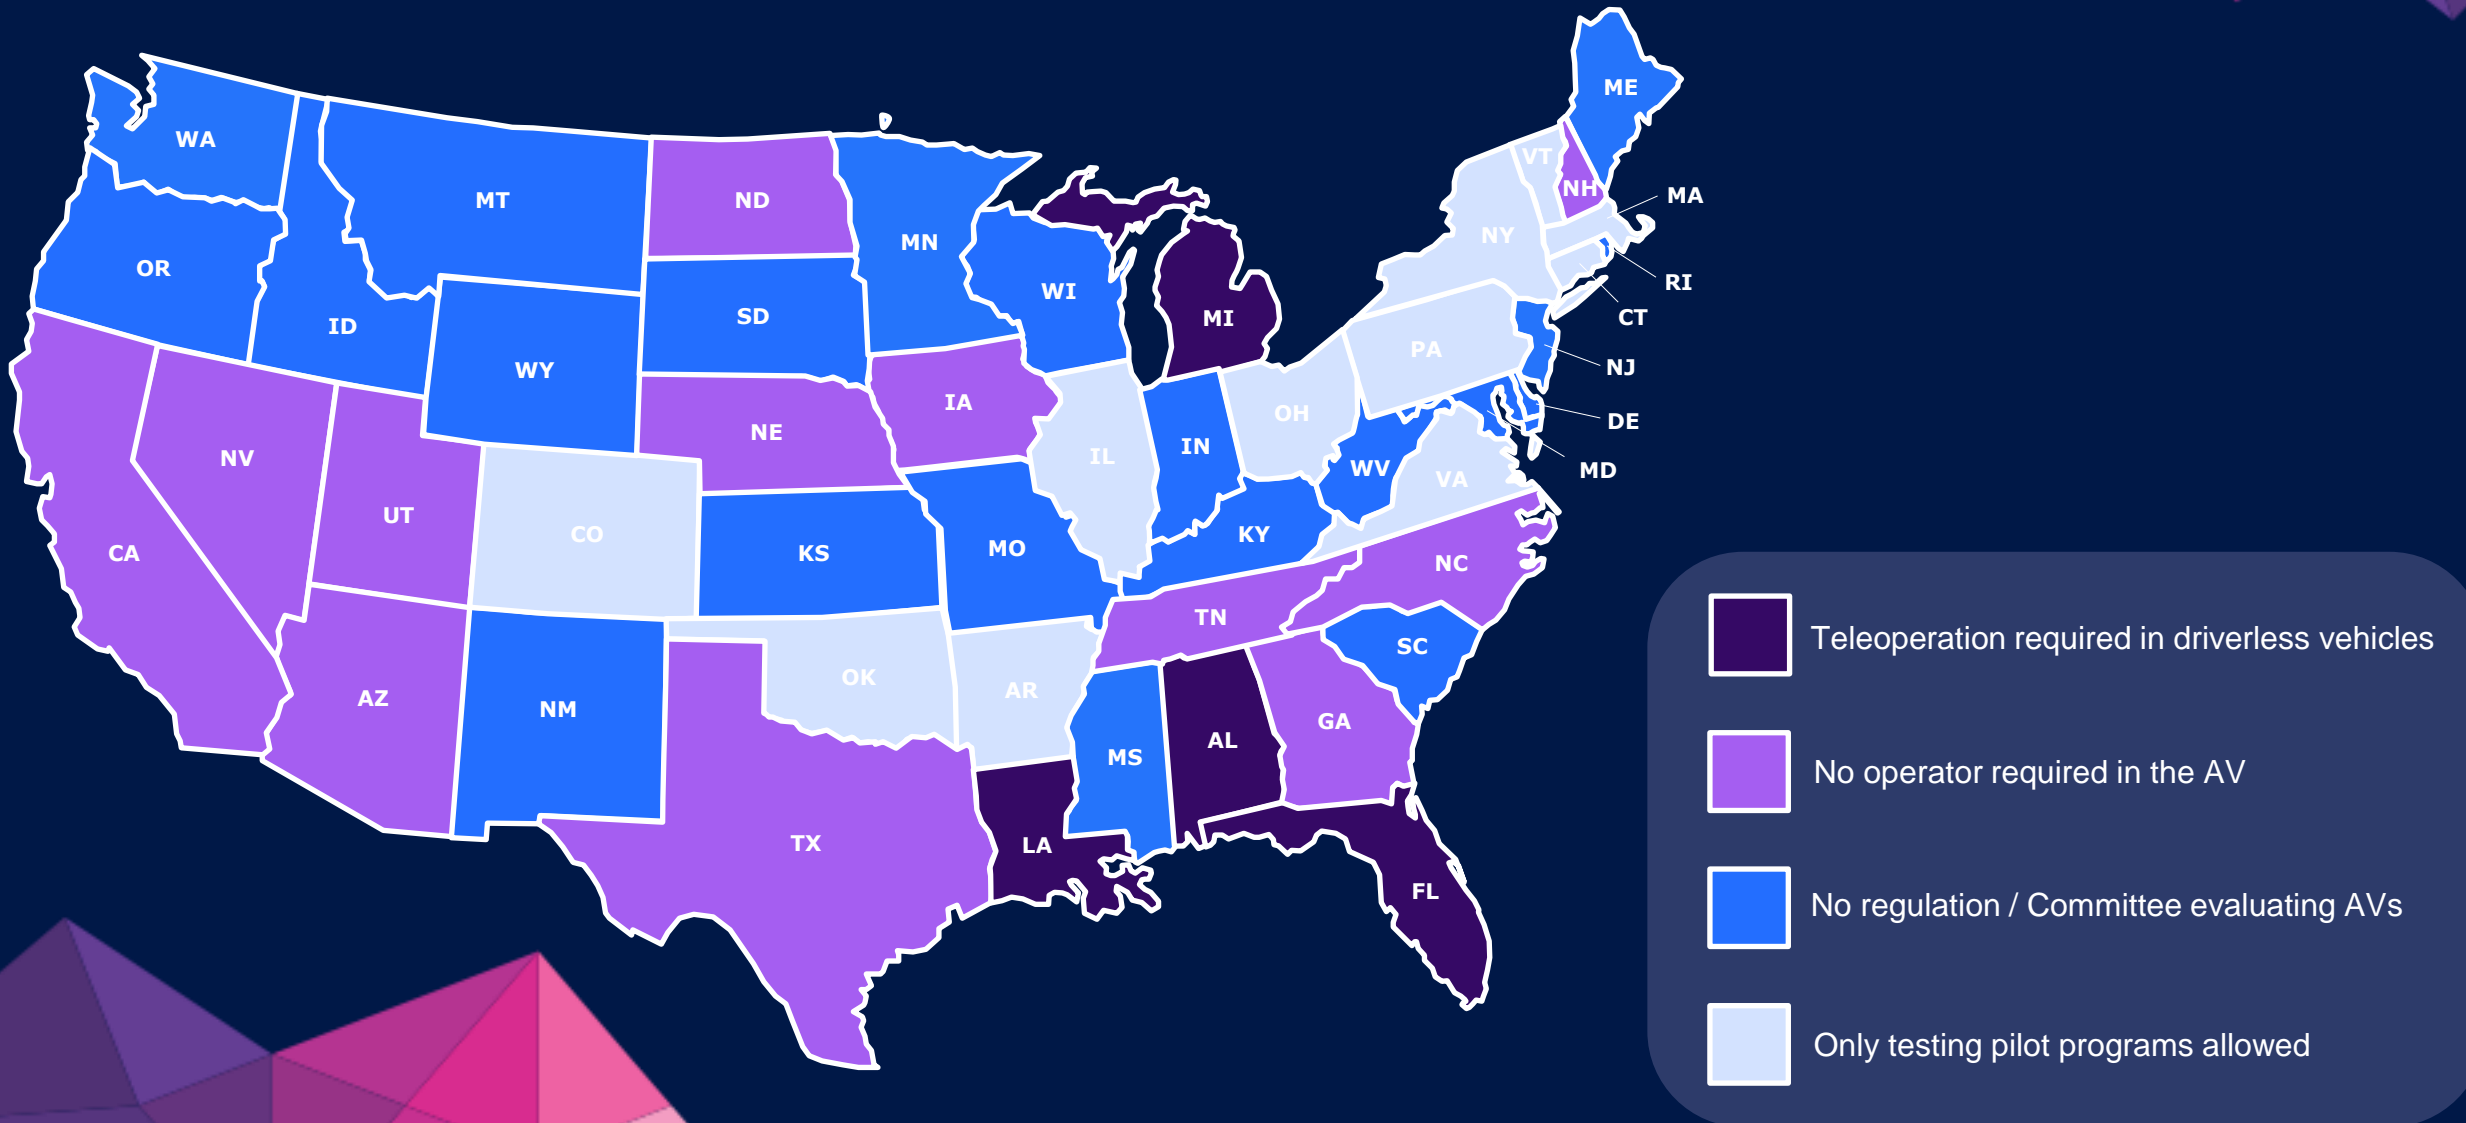 ME
WA
VT
NH
MA
MT
ND
NY
MN
OR
RI
WI
SD
MI
CT
ID
PA
WY
NJ
IA
OH
DE
NE
IN
IL
NV
WV
MD
VA
UT
CO
KY
MO
KS
CA
NC
TN
Teleoperation required in driverless vehicles
SC
OK
AR
AZ
NM
GA
AL
MS
No operator required in the AV
TX
LA
FL
No regulation / Committee evaluating AVs
Only testing pilot programs allowed